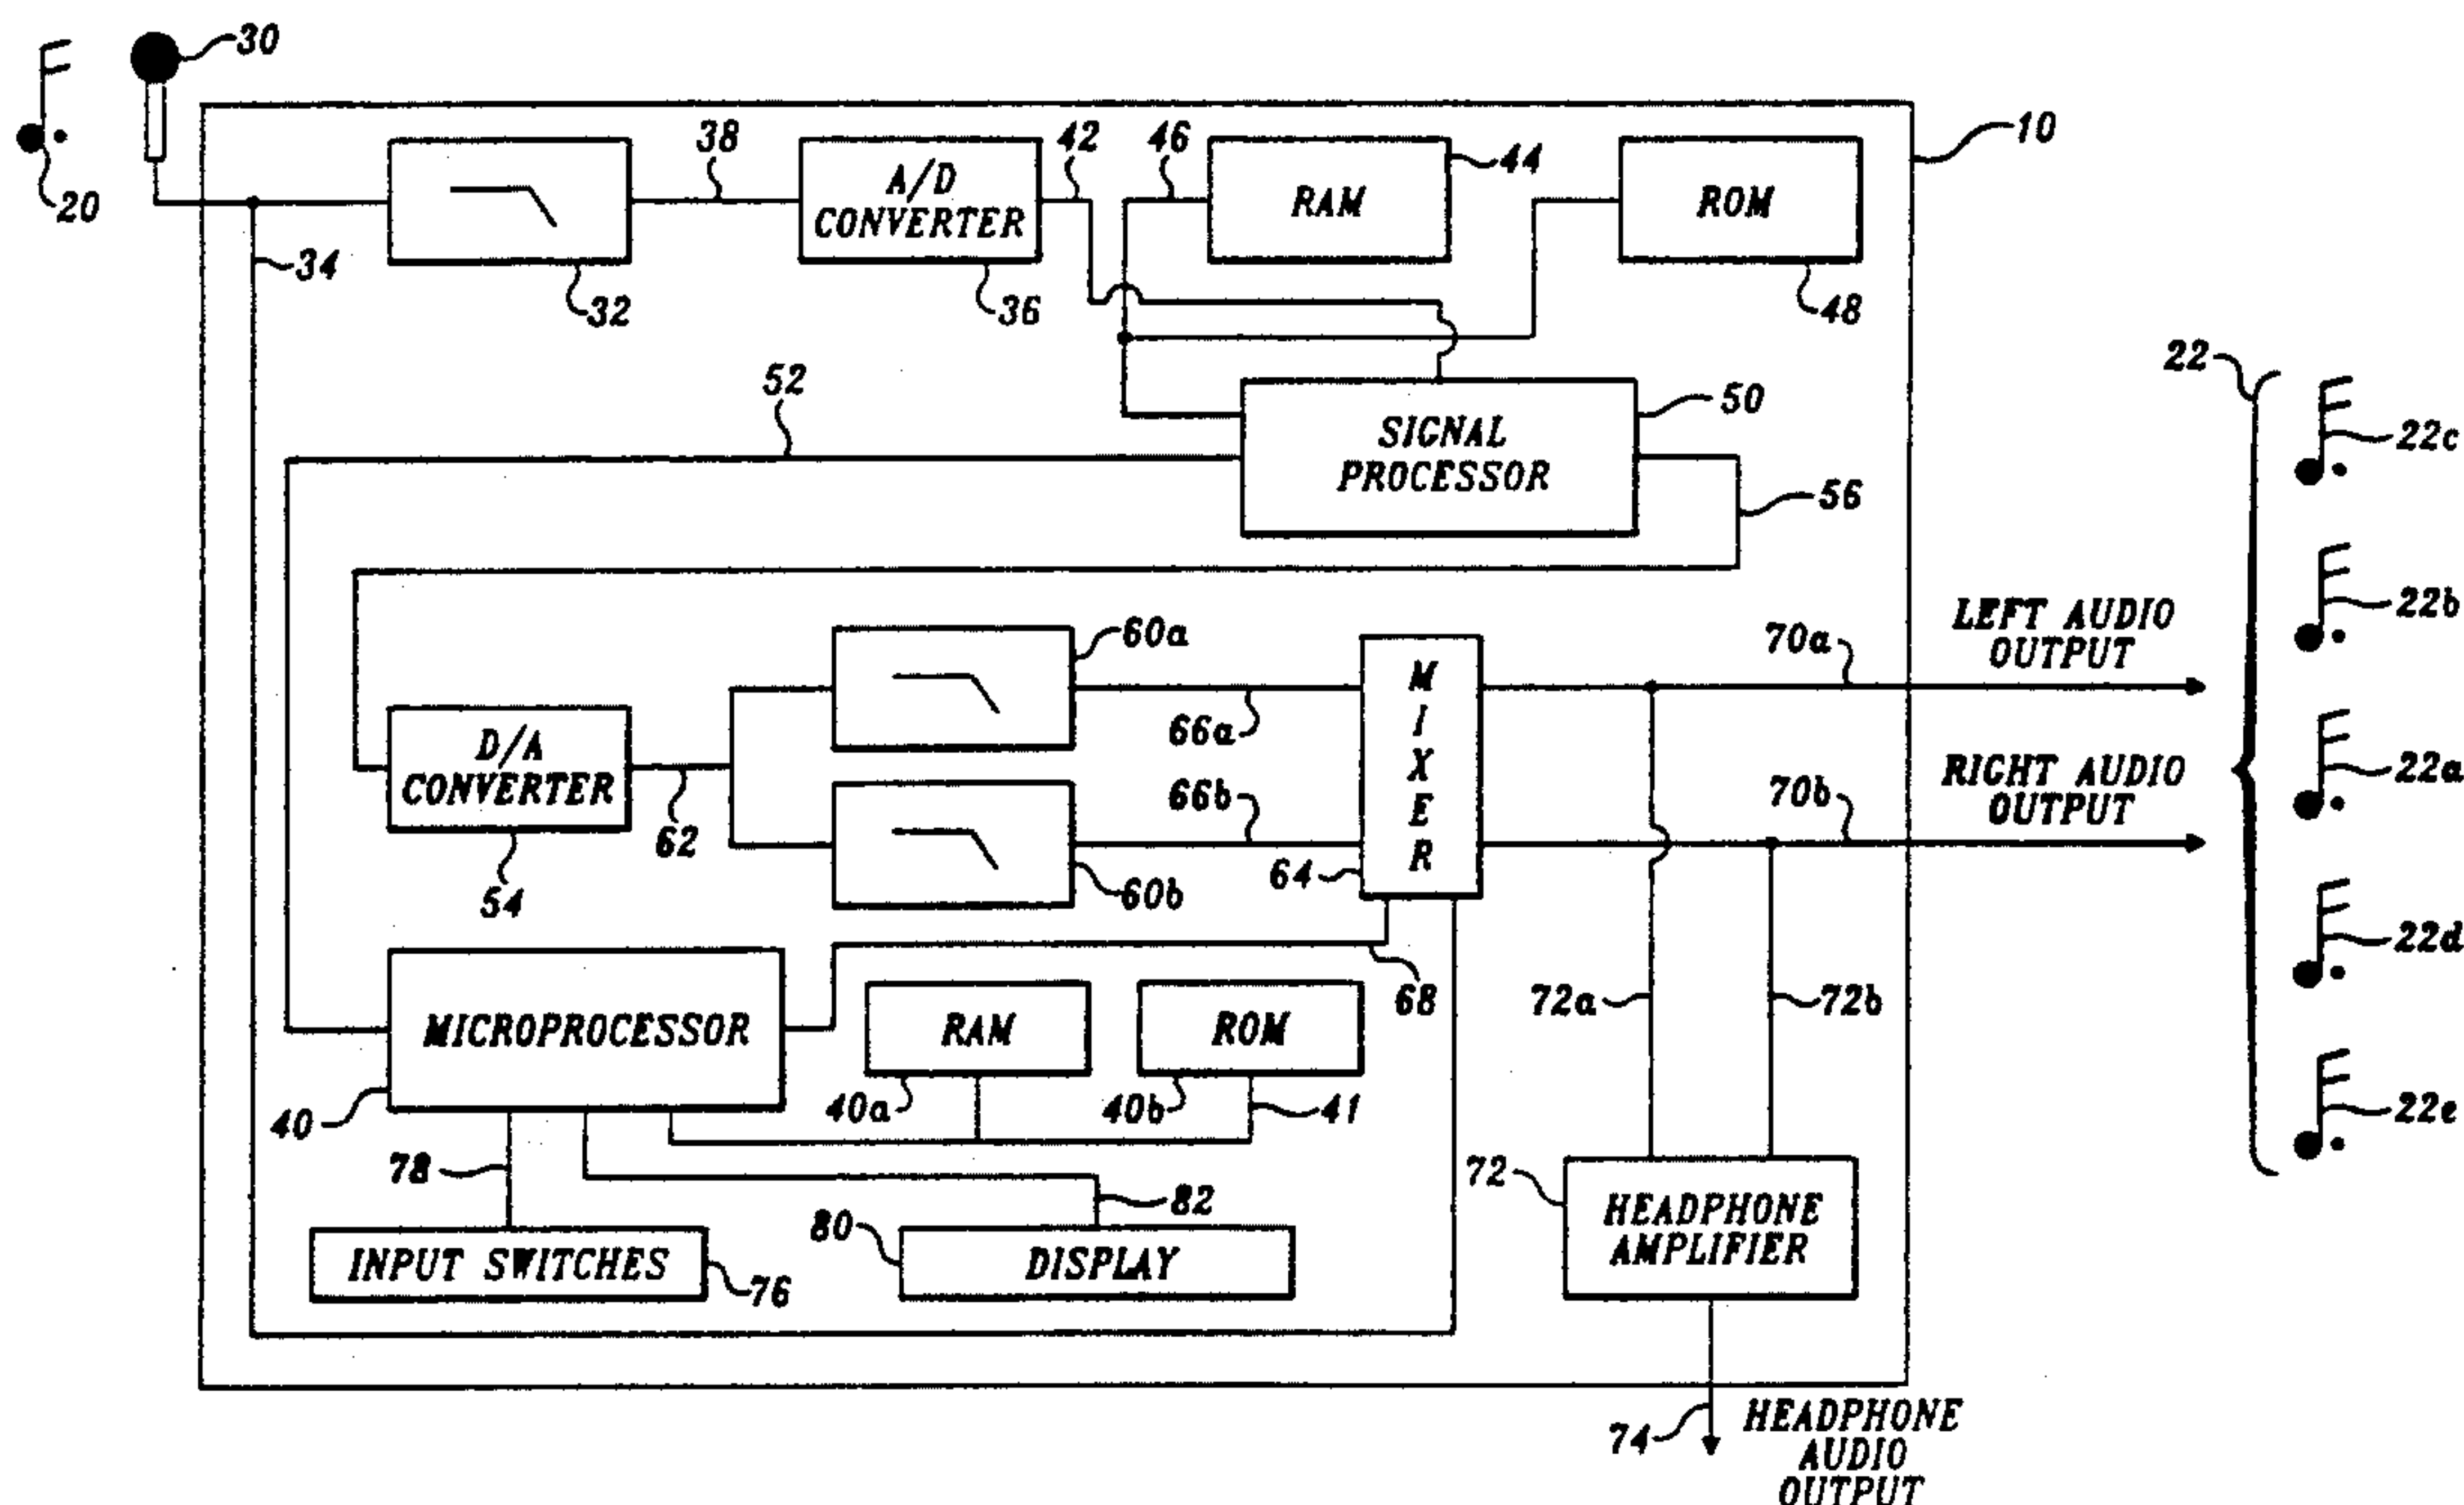 30
20
10
38
A/D
CONVERTER
42
46
RAM
44
ROM
34
32
36
48
52
50
SIGNAL
PROCESSOR
56
22
22c
22b
22a
22d
22e
60a
66a
M
I
X
E
R
70a
LEFT AUDIO
OUTPUT
D/A
CONVERTER
62
54
66b
60b
64
70b
RIGHT AUDIO
OUTPUT
MICROPROCESSOR
40
68
RAM
40a
ROM
40b
41
72a
72b
78
82
80
INPUT SWITCHES
76
DISPLAY
72
HEADPHONE
AMPLIFIER
74
HEADPHONE
AUDIO
OUTPUT